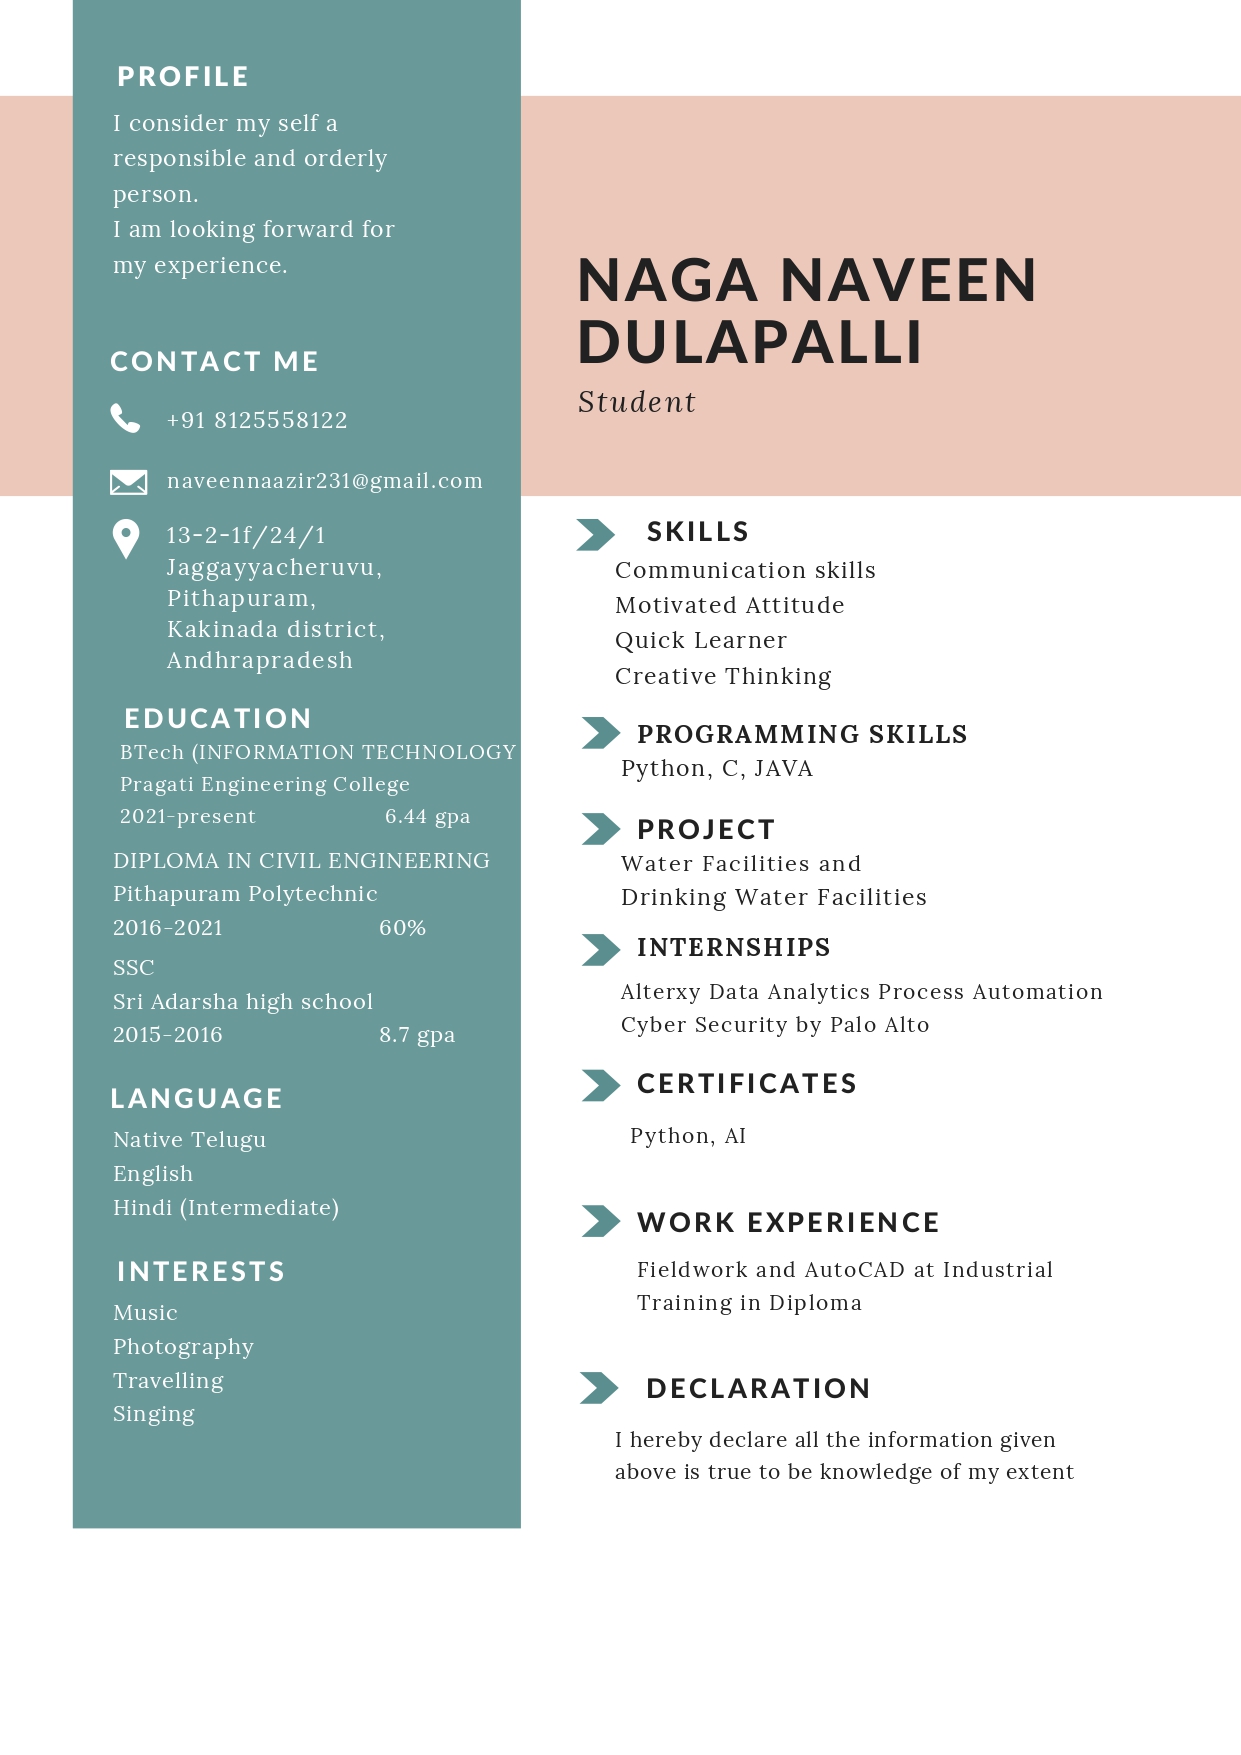 PROFILE
I consider my self a
responsible and orderly
person.
I am looking forward for
my experience.
CONTACT ME
+91 8125558122
naveennaazir231@gmail.com
13-2-1f/24/1
Jaggayyacheruvu,
Pithapuram,
Kakinada district,
Andhrapradesh
EDUCATION
BTech (INFORMATION TECHNOLOGY
Pragati Engineering College
2021-present 6.44 gpa
DIPLOMA IN CIVIL ENGINEERING
Pithapuram Polytechnic
2016-2021 60%
SSC
Sri Adarsha high school
2015-2016 8.7 gpa
LANGUAGE
Native Telugu
English
Hindi (Intermediate)
INTERESTS
Music
Photography
Travelling
Singing
NAGA NAVEEN
DULAPALLI
Student
SKILLS
Communication skills
Motivated Attitude
Quick Learner
Creative Thinking
PROGRAMMING SKILLS
Python, C, JAVA
PROJECT
Water Facilities and
Drinking Water Facilities
INTERNSHIPS
Alterxy Data Analytics Process Automation
Cyber Security by Palo Alto
CERTIFICATES
Python, AI
WORK EXPERIENCE
Fieldwork and AutoCAD at Industrial
Training in Diploma
DECLARATION
I hereby declare all the information given
above is true to be knowledge of my extent